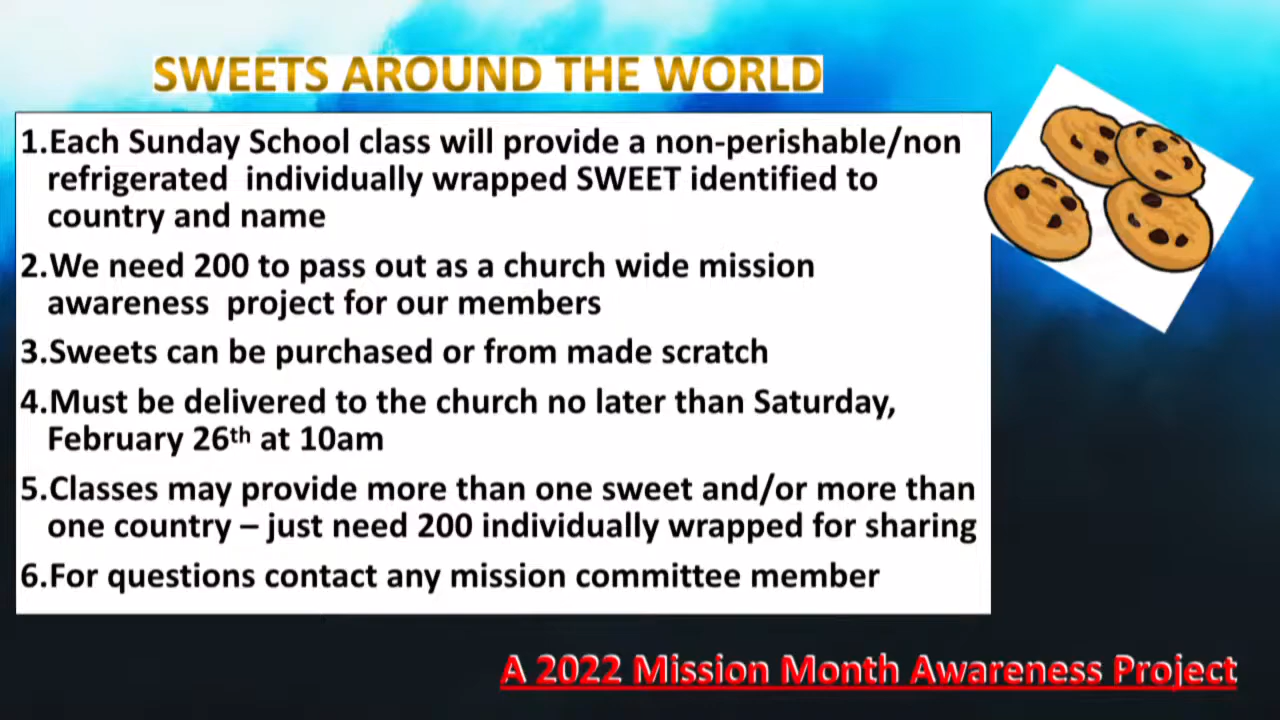 SWEETS AROUND THE WORLD
1.Each Sunday School class will provide a non-perishable/non
refrigerated individually wrapped SWEET identified to
country and name
2.We need 200 to pass out as a church wide mission
awareness project for our members
3.Sweets can be purchased or from made scratch
4.Must be delivered to the church no later than Saturday,
February 26th at 10am
5.Classes may provide more than one sweet and/or more than
one country – just need 200 individually wrapped for sharing
6.For questions contact any mission committee member
A 2022 Mission Month Awareness Project